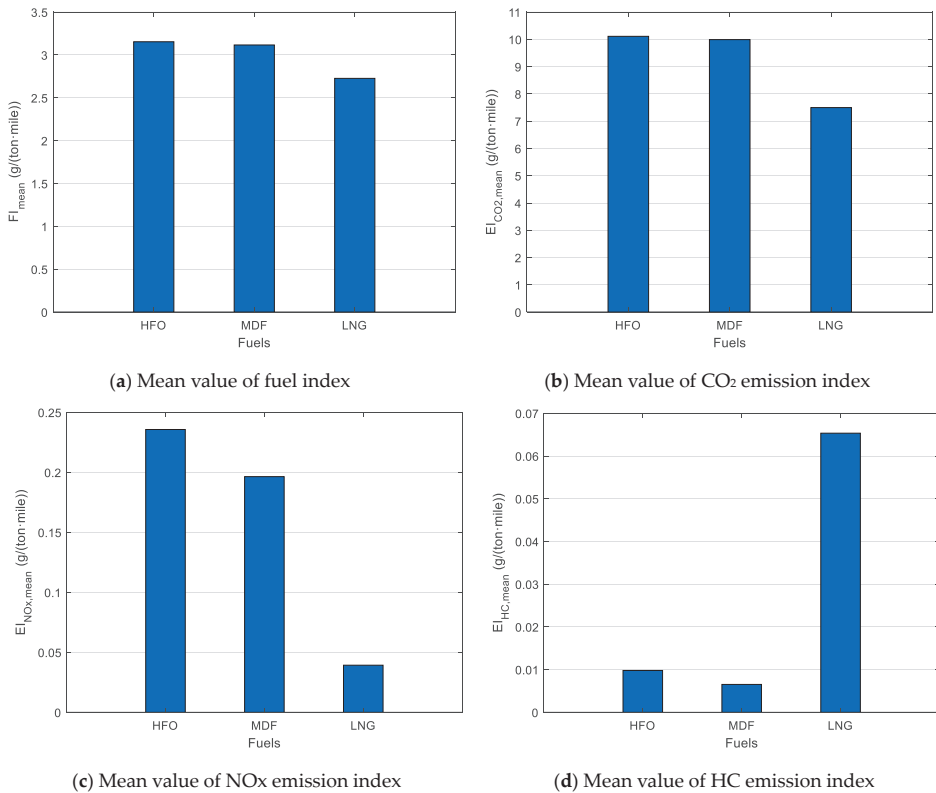 3.5
3
2.5
2
1.5
1
0.5
0
FI_mean (g/(ton·mile))
HFO MDF LNG
Fuels
(a) Mean value of fuel index
11
10
9
8
7
6
5
4
3
2
1
0
EI_CO2,mean (g/(ton·mile))
HFO MDF LNG
Fuels
(b) Mean value of CO₂ emission index
0.25
0.2
0.15
0.1
0.05
0
EI_NOx,mean (g/(ton·mile))
HFO MDF LNG
Fuels
(c) Mean value of NOx emission index
0.07
0.06
0.05
0.04
0.03
0.02
0.01
0
EI_HC,mean (g/(ton·mile))
HFO MDF LNG
Fuels
(d) Mean value of HC emission index